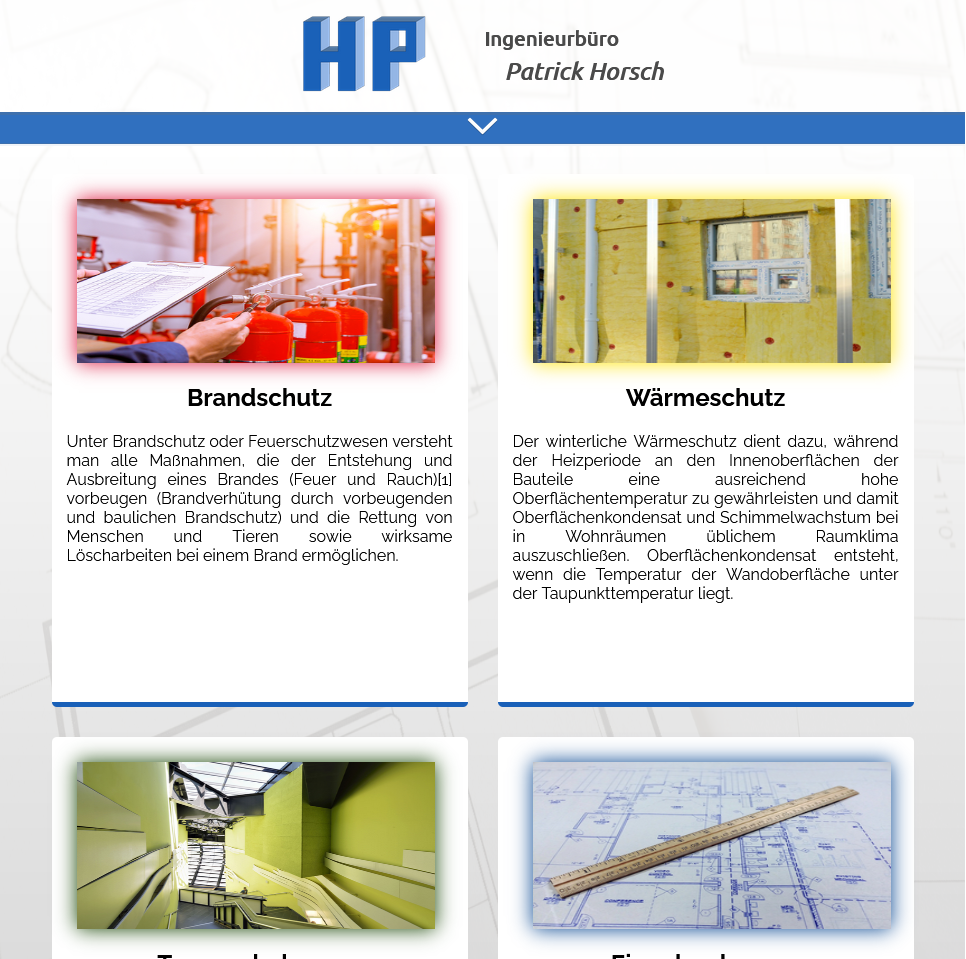 HP
Ingenieurbüro
Patrick Horsch
Brandschutz
Unter Brandschutz oder Feuerschutzwesen versteht
man alle Maßnahmen, die der Entstehung und
Ausbreitung eines Brandes (Feuer und Rauch)[1]
vorbeugen (Brandverhütung durch vorbeugenden
und baulichen Brandschutz) und die Rettung von
Menschen und Tieren sowie wirksame
Löscharbeiten bei einem Brand ermöglichen.
Wärmeschutz
Der winterliche Wärmeschutz dient dazu, während
der Heizperiode an den Innenoberflächen der
Bauteile eine ausreichend hohe
Oberflächentemperatur zu gewährleisten und damit
Oberflächenkondensat und Schimmelwachstum bei
in Wohnräumen üblichem Raumklima
auszuschließen. Oberflächenkondensat entsteht,
wenn die Temperatur der Wandoberfläche unter
der Taupunkttemperatur liegt.